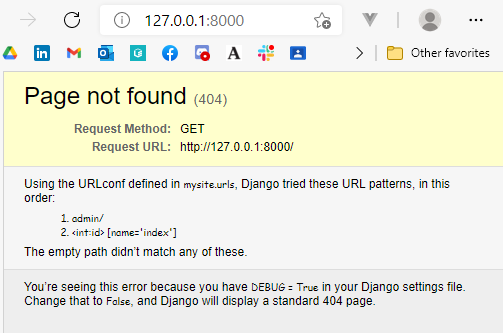 127.0.0.1:8000
Other favorites
Page not found (404)
Request Method: GET
Request URL: http://127.0.0.1:8000/
Using the URLconf defined in mysite.urls, Django tried these URL patterns, in this
order:
1. admin/
2. <int:id> [name='index']
The empty path didn't match any of these.
You're seeing this error because you have DEBUG = True in your Django settings file.
Change that to False, and Django will display a standard 404 page.